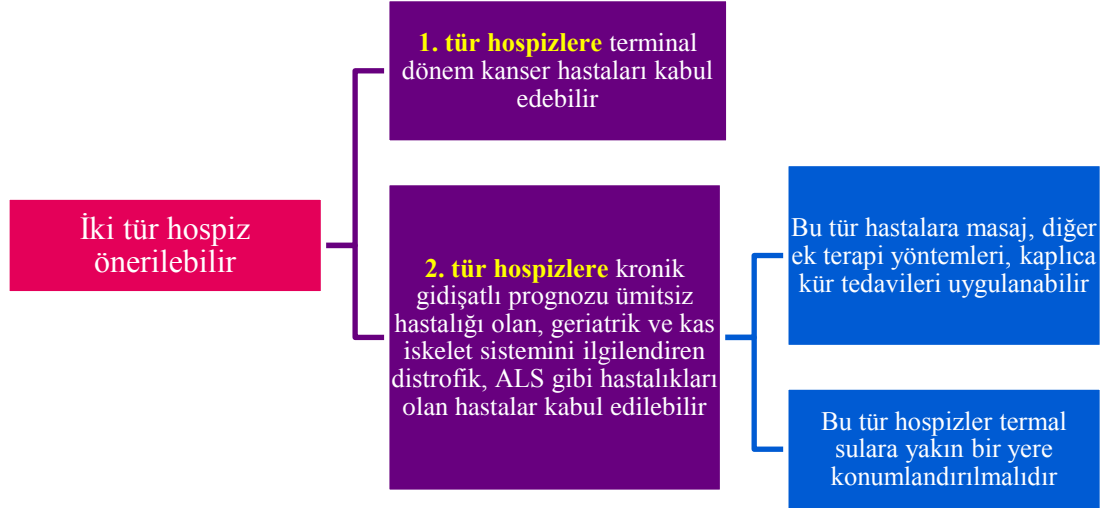 İki tür hospiz
önerilebilir
1. tür hospizlere terminal
dönem kanser hastaları kabul
edebilir
2. tür hospizlere kronik
gidişatlı prognozu ümitsiz
hastalığı olan, geriatrik ve kas
iskelet sistemini ilgilendiren
distrofik, ALS gibi hastalıkları
olan hastalar kabul edilebilir
Bu tür hastalara masaj, diğer
ek terapi yöntemleri, kaplıca
kür tedavileri uygulanabilir
Bu tür hospizler termal
sulara yakın bir yere
konumlandırılmalıdır